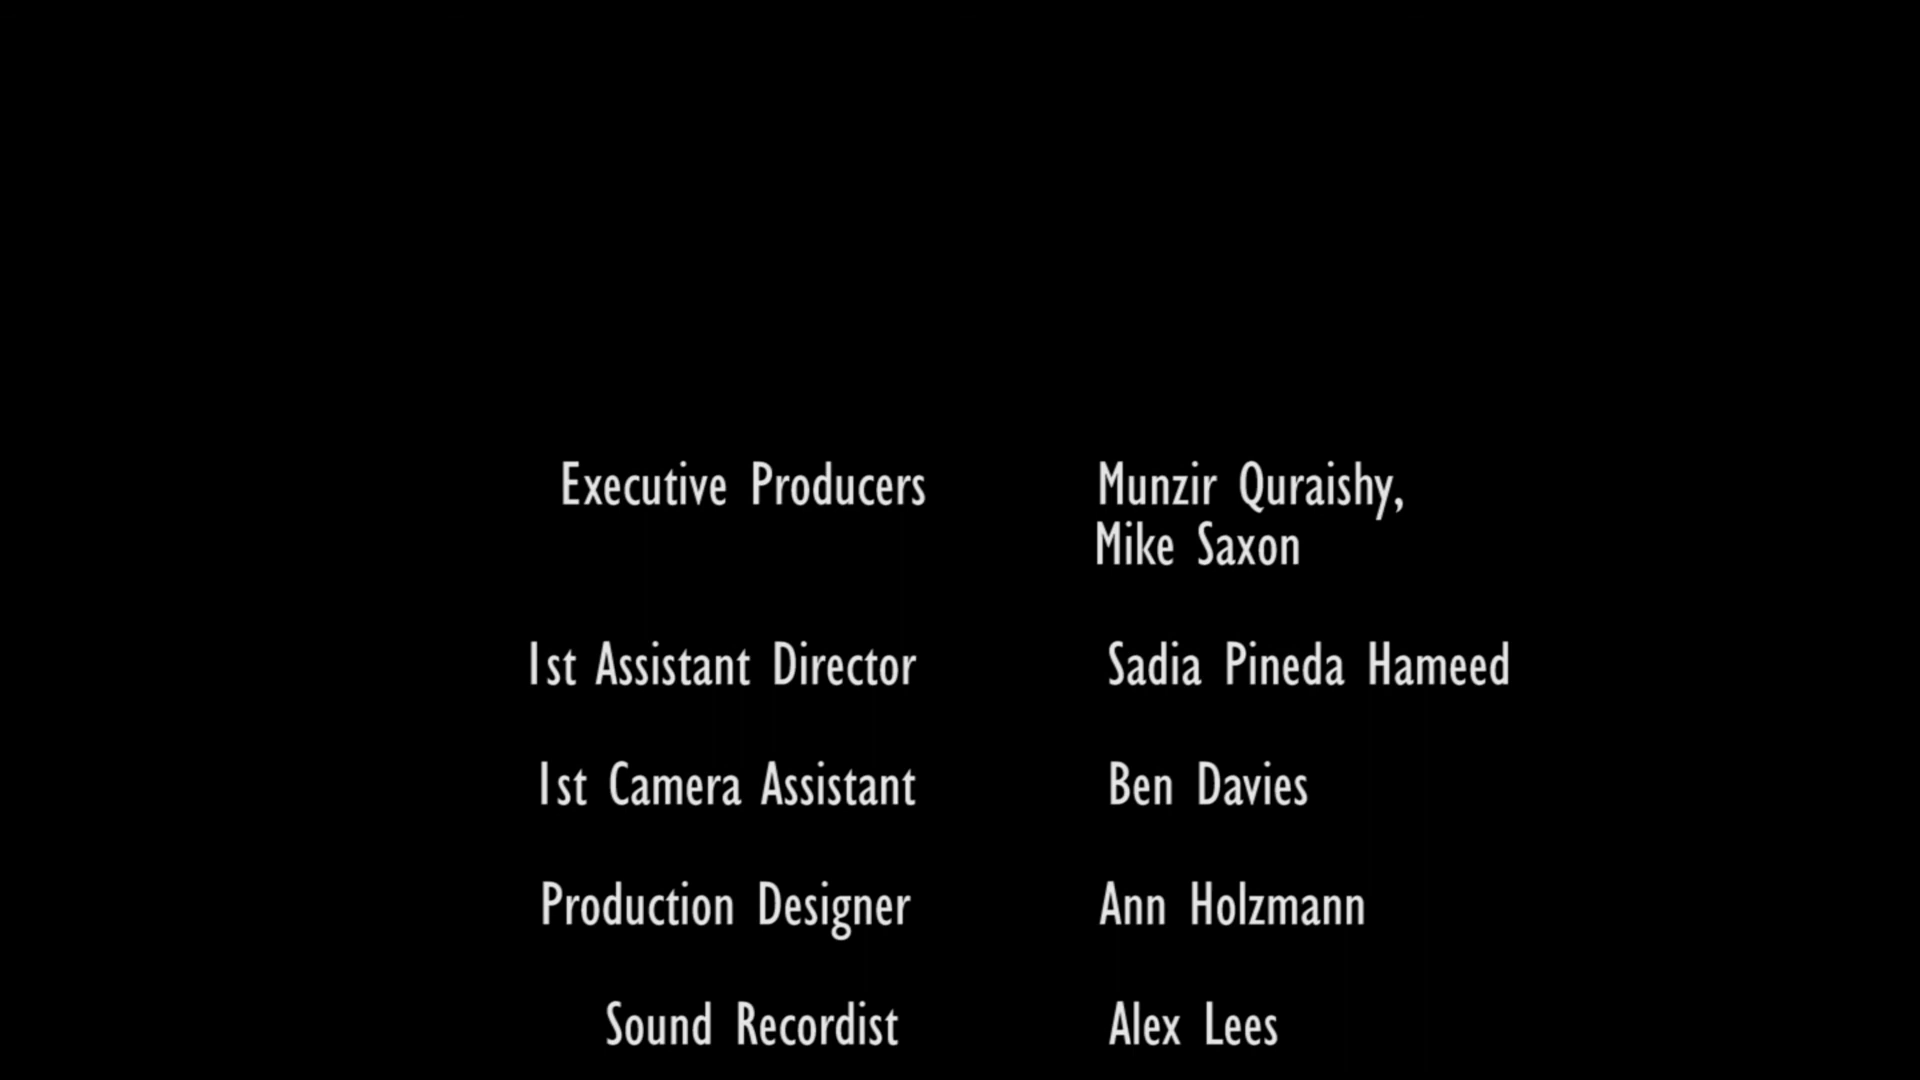 Executive Producers Munzir Quraishy,
Mike Saxon
1st Assistant Director Sadia Pineda Hameed
1st Camera Assistant Ben Davies
Production Designer Ann Holzmann
Sound Recordist Alex Lees